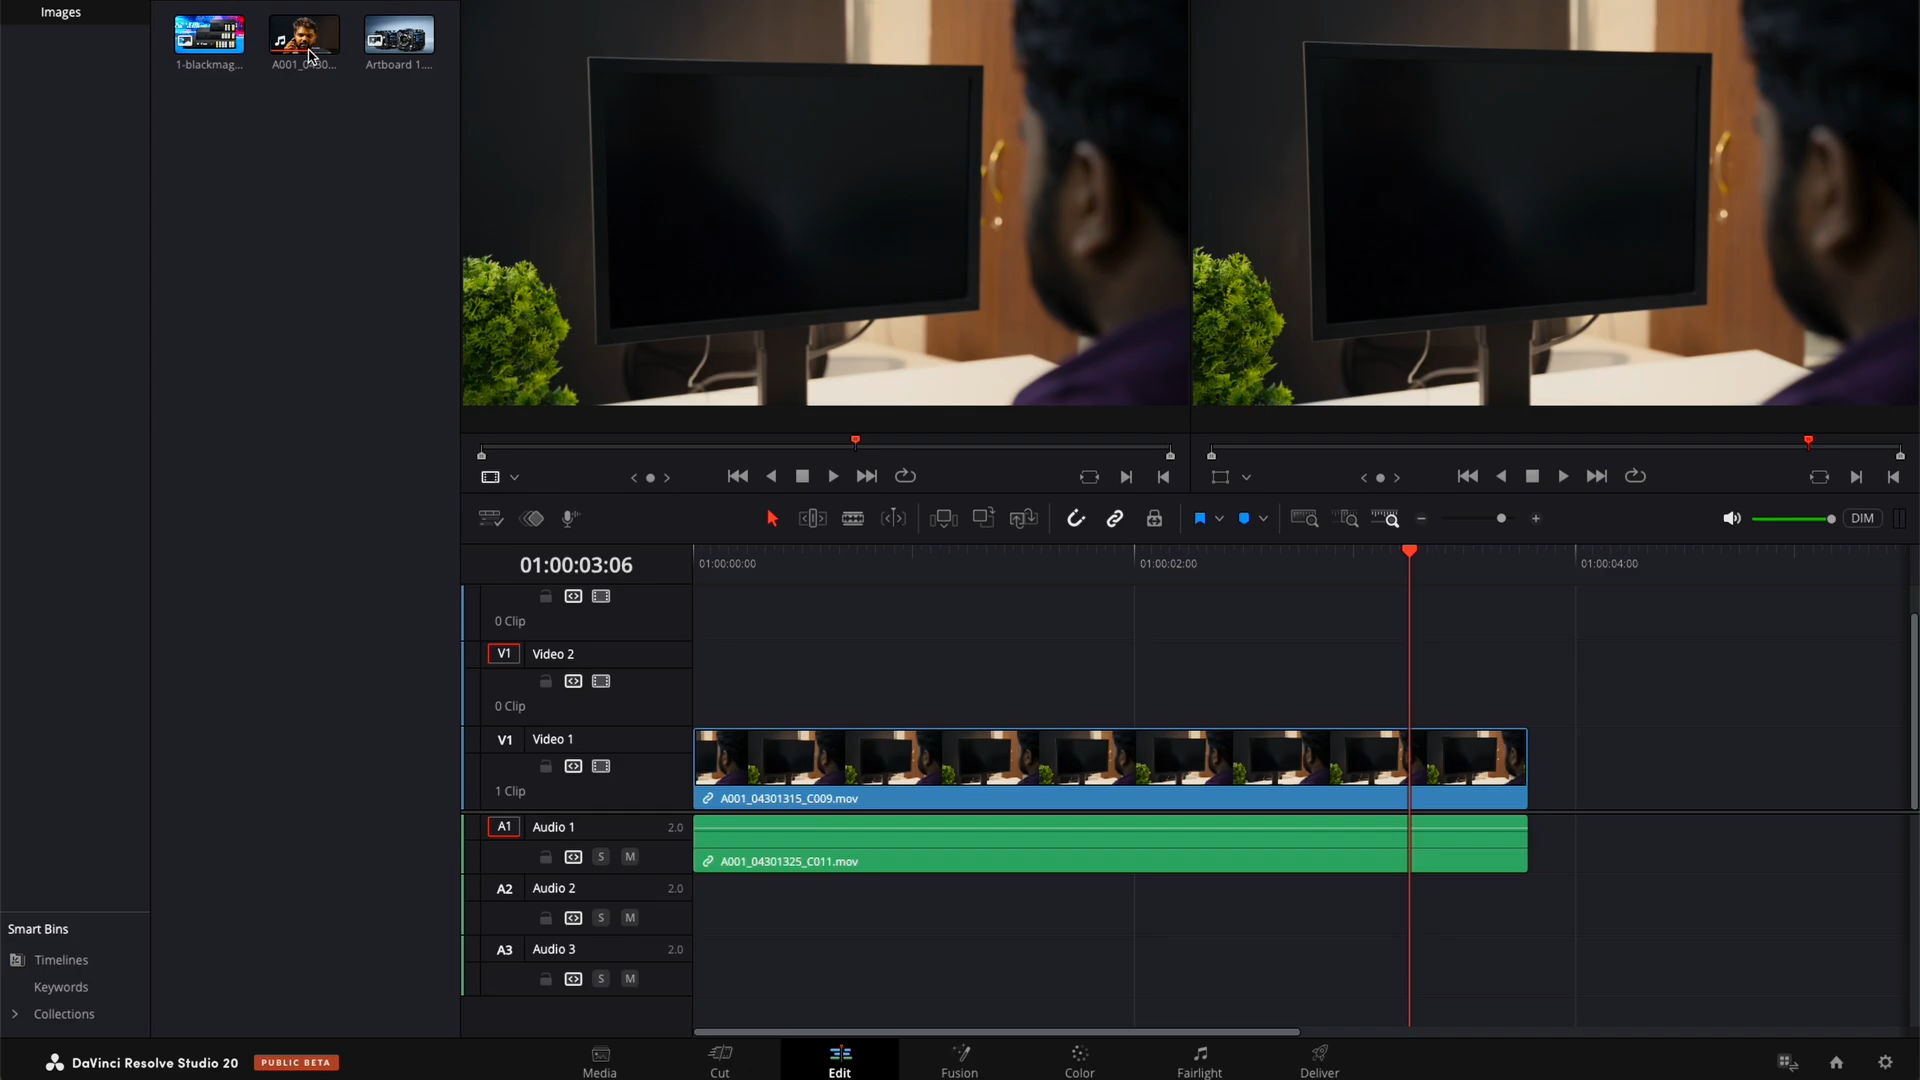 Images
1-blackmag...
A001_0430...
Artboard 1....
DIM
01:00:03:06
01:00:00:00
01:00:02:00
01:00:04:00
0 Clip
V1 Video 2
0 Clip
V1 Video 1
1 Clip
A001_04301315_C009.mov
A1 Audio 1 2.0
S M
A001_04301325_C011.mov
A2 Audio 2 2.0
S M
A3 Audio 3 2.0
S M
Smart Bins
Timelines
Keywords
Collections
DaVinci Resolve Studio 20
PUBLIC BETA
Media
Cut
Edit
Fusion
Color
Fairlight
Deliver